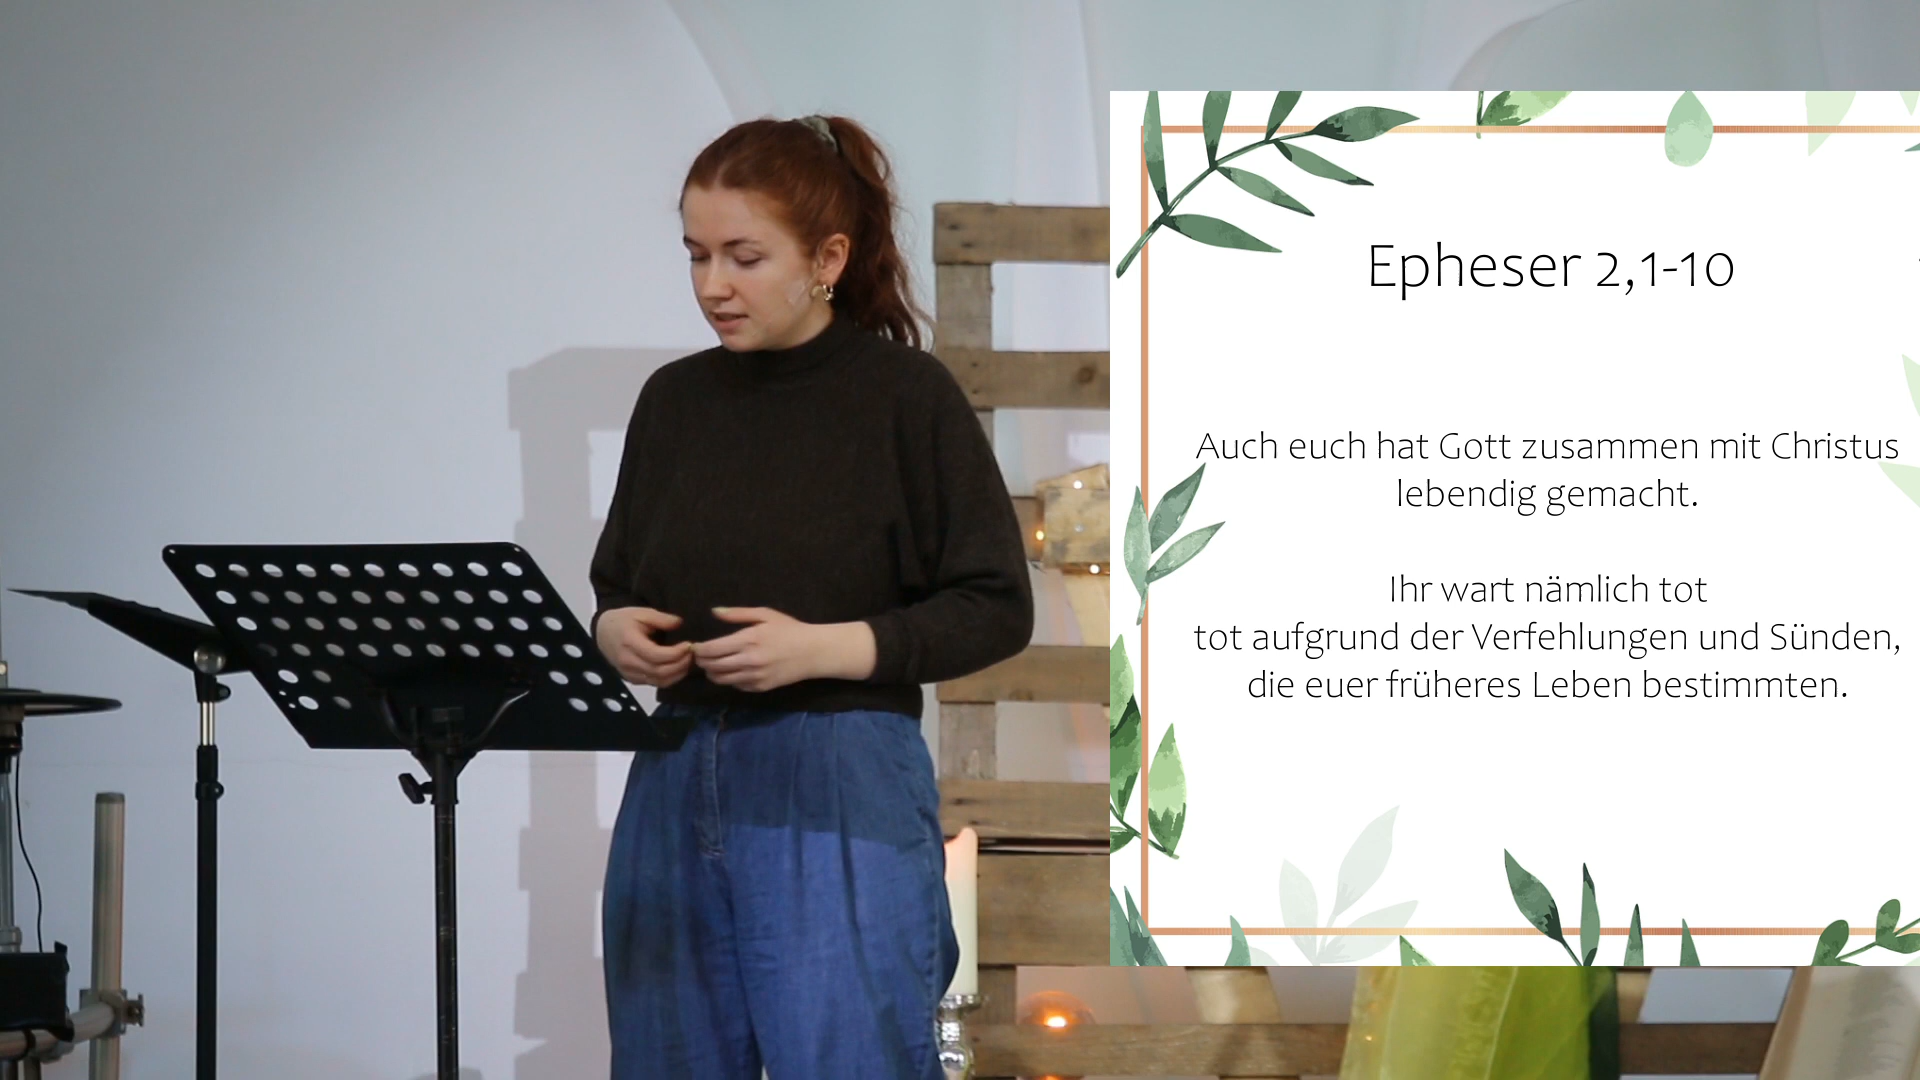 Epheser 2,1-10
Auch euch hat Gott zusammen mit Christus
lebendig gemacht.
Ihr wart nämlich tot
tot aufgrund der Verfehlungen und Sünden,
die euer früheres Leben bestimmten.